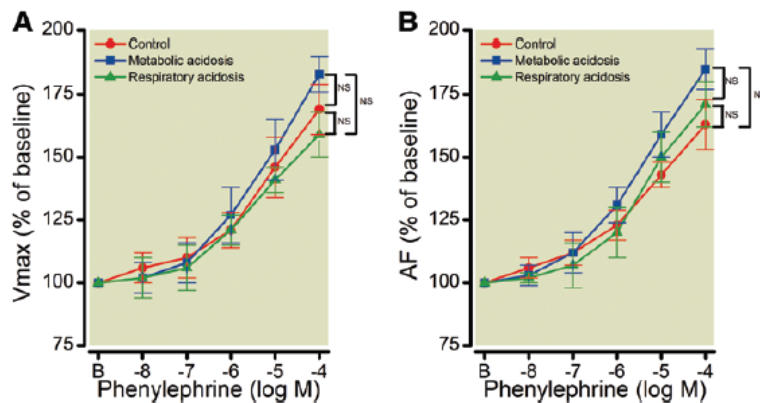 A
Vmax (% of baseline)
200
175
150
125
100
75
Control
Metabolic acidosis
Respiratory acidosis
NS
NS
NS
B
-8
-7
-6
-5
-4
Phenylephrine (log M)
B
AF (% of baseline)
200
175
150
125
100
75
Control
Metabolic acidosis
Respiratory acidosis
NS
NS
N
B
-8
-7
-6
-5
-4
Phenylephrine (log M)